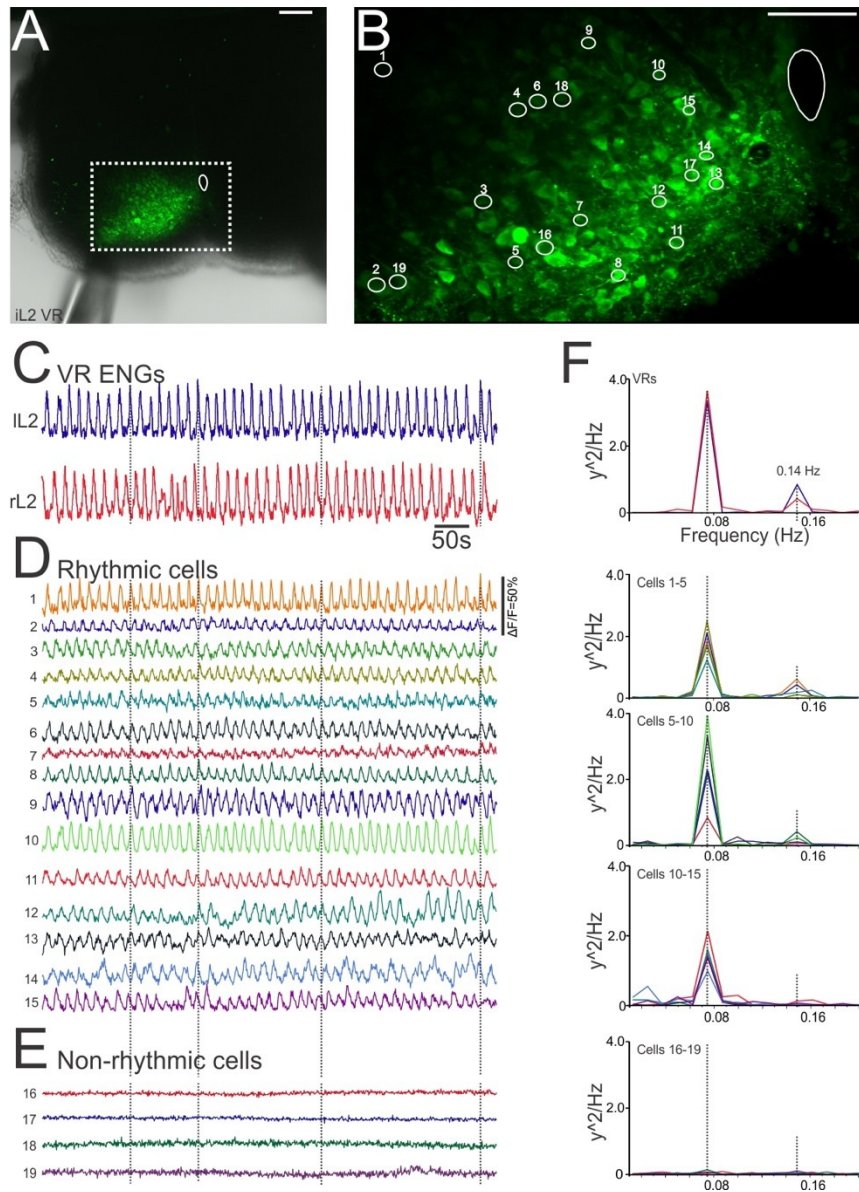 A
iL2 VR
B
1
9
10
4
6
18
15
14
17
13
3
12
7
11
5
16
8
2
19
C VR ENGs
lL2
rL2
50s
D Rhythmic cells
1
2
3
4
5
6
7
8
9
10
11
12
13
14
15
ΔF/F=50%
E Non-rhythmic cells
16
17
18
19
F
VRs
4.0
2.0
0
y^2/Hz
0.14 Hz
0.08
0.16
Frequency (Hz)
Cells 1-5
4.0
2.0
0
y^2/Hz
0.08
0.16
Cells 5-10
4.0
2.0
0
y^2/Hz
0.08
0.16
Cells 10-15
4.0
2.0
0
y^2/Hz
0.08
0.16
Cells 16-19
4.0
2.0
0
y^2/Hz
0.08
0.16